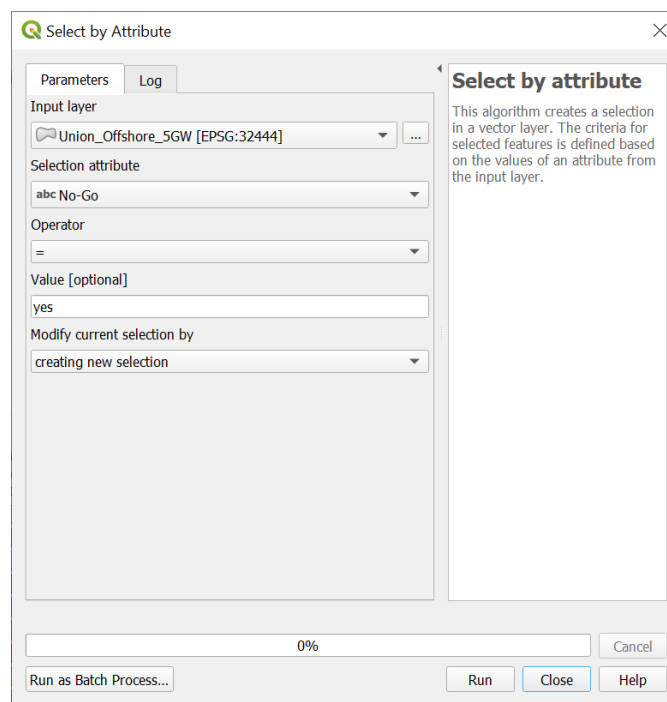 Select by Attribute
Parameters
Log
Input layer
Union_Offshore_5GW [EPSG:32444]
...
Selection attribute
abc No-Go
Operator
=
Value [optional]
yes
Modify current selection by
creating new selection
Select by attribute
This algorithm creates a selection
in a vector layer. The criteria for
selected features is defined based
on the values of an attribute from
the input layer.
0%
Cancel
Run as Batch Process...
Run
Close
Help